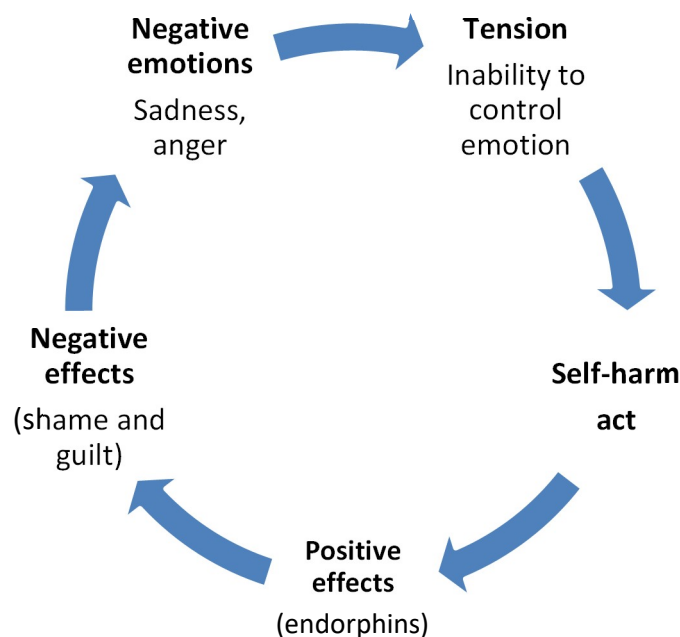 Negative
emotions
Sadness,
anger
Tension
Inability to
control
emotion
Self-harm
act
Positive
effects
(endorphins)
Negative
effects
(shame and
guilt)